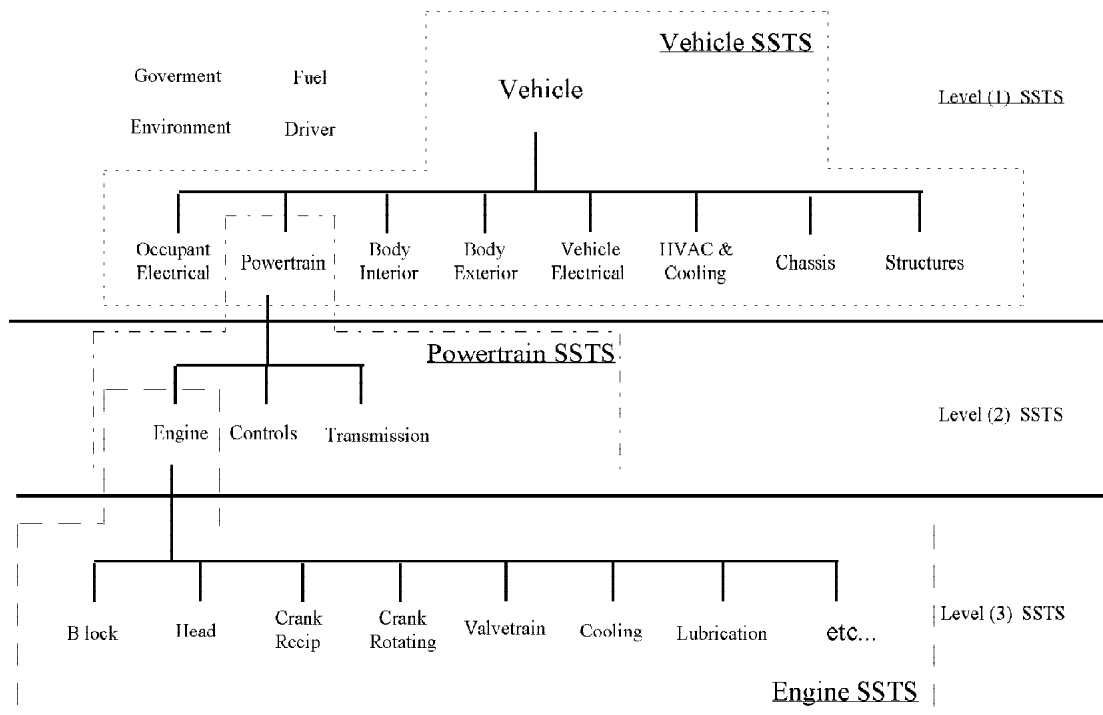 Vehicle SSTS
Goverment Fuel
Vehicle
Level (1) SSTS
Environment Driver
Occupant
Electrical
Powertrain
Body
Interior
Body
Exterior
Vehicle
Electrical
HVAC &
Cooling
Chassis
Structures
Powertrain SSTS
Level (2) SSTS
Engine
Controls
Transmission
B lock
Head
Crank
Recip
Crank
Rotating
Valvetrain
Cooling
Lubrication
etc...
Level (3) SSTS
Engine SSTS